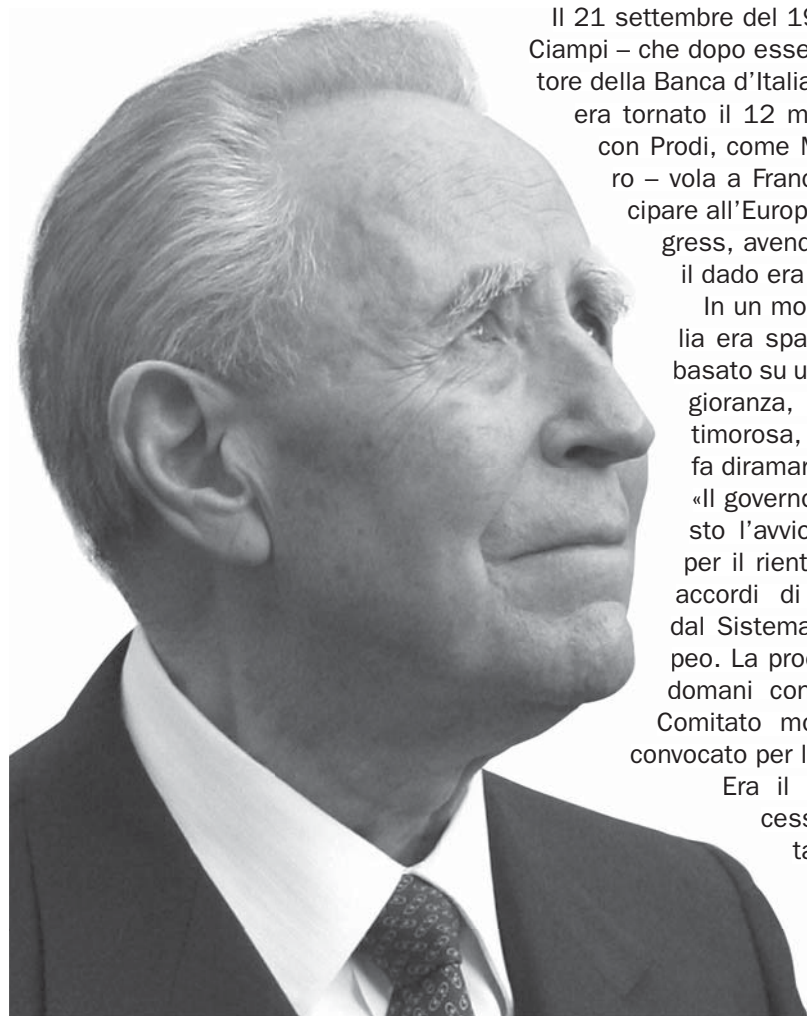 Il 21 settembre del 19
Ciampi – che dopo esse
tore della Banca d'Italia
era tornato il 12 m
con Prodi, come M
ro – vola a Franc
cipare all'Europ
gress, avend
il dado era
In un mo
lia era spa
basato su u
gioranza,
timorosa,
fa diramar
«Il governo
sto l'avvio
per il rient
accordi di
dal Sistema
peo. La proc
domani con
Comitato mo
convocato per l
Era il
cess
ta